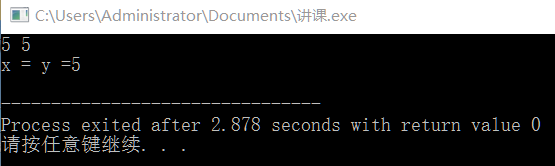 C:\Users\Administrator\Documents\讲课.exe
5 5
x = y =5
--------------------------------
Process exited after 2.878 seconds with return value 0
请按任意键继续. . .